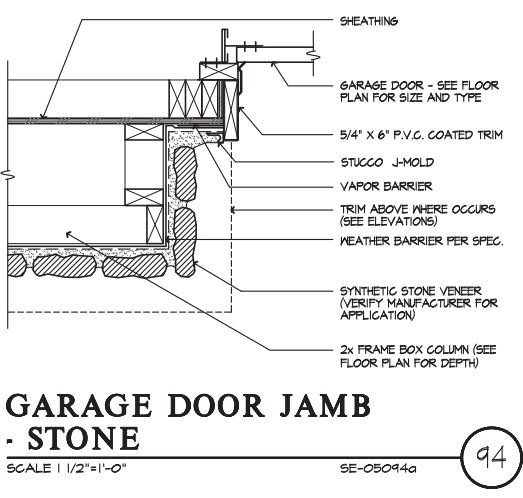 SHEATHING
GARAGE DOOR - SEE FLOOR
PLAN FOR SIZE AND TYPE
5/4" X 6" P.V.C. COATED TRIM
STUCCO J-MOLD
VAPOR BARRIER
TRIM ABOVE WHERE OCCURS
(SEE ELEVATIONS)
WEATHER BARRIER PER SPEC.
SYNTHETIC STONE VENEER
(VERIFY MANUFACTURER FOR
APPLICATION)
2x FRAME BOX COLUMN (SEE
FLOOR PLAN FOR DEPTH)
GARAGE DOOR JAMB
- STONE
SCALE 1 1/2"=1'-0"
SE-05094a
94